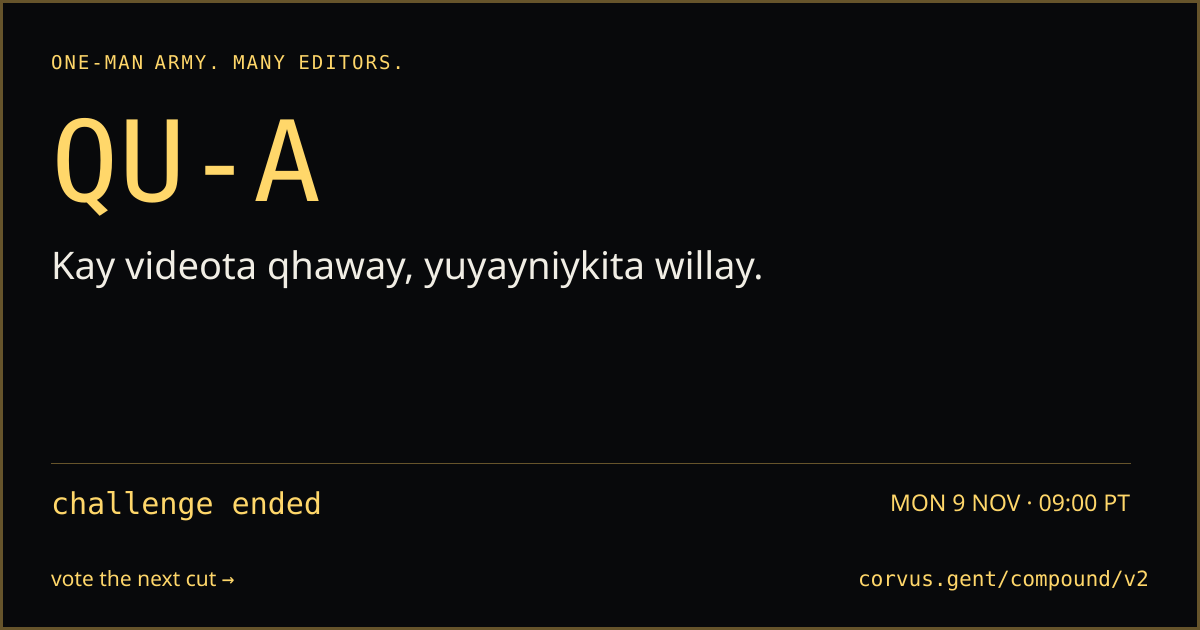 ONE-MAN ARMY. MANY EDITORS.
QU-A
Kay videota qhaway, yuyayniykita willay.
challenge ended
MON 9 NOV · 09:00 PT
vote the next cut →
corvus.gent/compound/v2